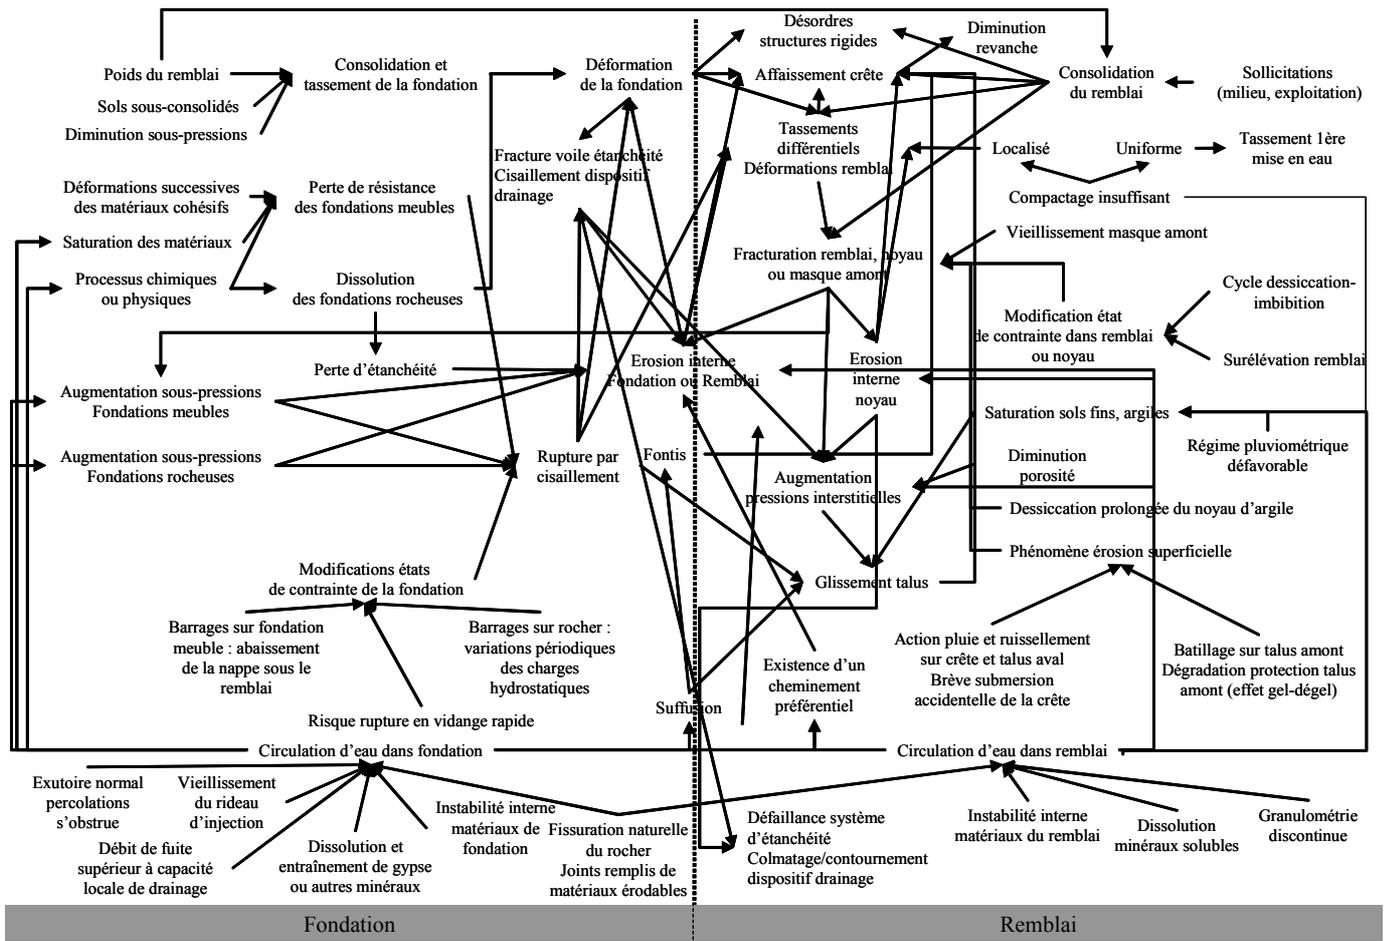 Désordres
structures rigides
Diminution
revanche
Poids du remblai
Consolidation et
tassement de la fondation
Déformation
de la fondation
Affaissement crête
Consolidation
du remblai
Sollicitations
(milieu, exploitation)
Sols sous-consolidés
Diminution sous-pressions
Tassements
différentiels
Déformations remblai
Localisé
Uniforme
Tassement 1ère
mise en eau
Fracture voile étanchéité
Cisaillement dispositif
drainage
Déformations successives
des matériaux cohésifs
Perte de résistance
des fondations meubles
Compactage insuffisant
Saturation des matériaux
Vieillissement masque amont
Fracturation remblai, noyau
ou masque amont
Processus chimiques
ou physiques
Dissolution
des fondations rocheuses
Cycle dessiccation-
imbibition
Modification état
de contrainte dans remblai
ou noyau
Surélévation remblai
Perte d’étanchéité
Erosion interne
Fondation ou Remblai
Erosion
interne
noyau
Augmentation sous-pressions
Fondations meubles
Saturation sols fins, argiles
Régime pluviométrique
défavorable
Augmentation sous-pressions
Fondations rocheuses
Rupture par
cisaillement
Fontis
Augmentation
pressions interstitielles
Diminution
porosité
Dessiccation prolongée du noyau d’argile
Phénomène érosion superficielle
Modifications états
de contrainte de la fondation
Glissement talus
Barrages sur fondation
meuble : abaissement
de la nappe sous le
remblai
Barrages sur rocher :
variations périodiques
des charges
hydrostatiques
Existence d’un
cheminement
préférentiel
Action pluie et ruissellement
sur crête et talus aval
Brève submersion
accidentelle de la crête
Batillage sur talus amont
Dégradation protection talus
amont (effet gel-dégel)
Suffusion
Risque rupture en vidange rapide
Circulation d’eau dans fondation
Circulation d’eau dans remblai
Exutoire normal
percolations
s’obstrue
Vieillissement
du rideau
d’injection
Instabilité interne
matériaux de
fondation
Fissuration naturelle
du rocher
Joints remplis de
matériaux érodables
Débit de fuite
supérieur à capacité
locale de drainage
Dissolution et
entraînement de gypse
ou autres minéraux
Défaillance système
d’étanchéité
Colmatage/contournement
dispositif drainage
Instabilité interne
matériaux du remblai
Dissolution
minéraux solubles
Granulométrie
discontinue
Fondation
Remblai